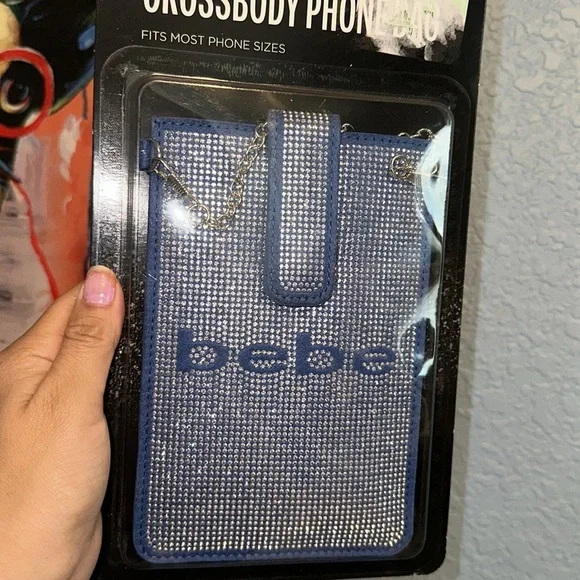 CROSSBODY PHONE BAG
FITS MOST PHONE SIZES
bebe